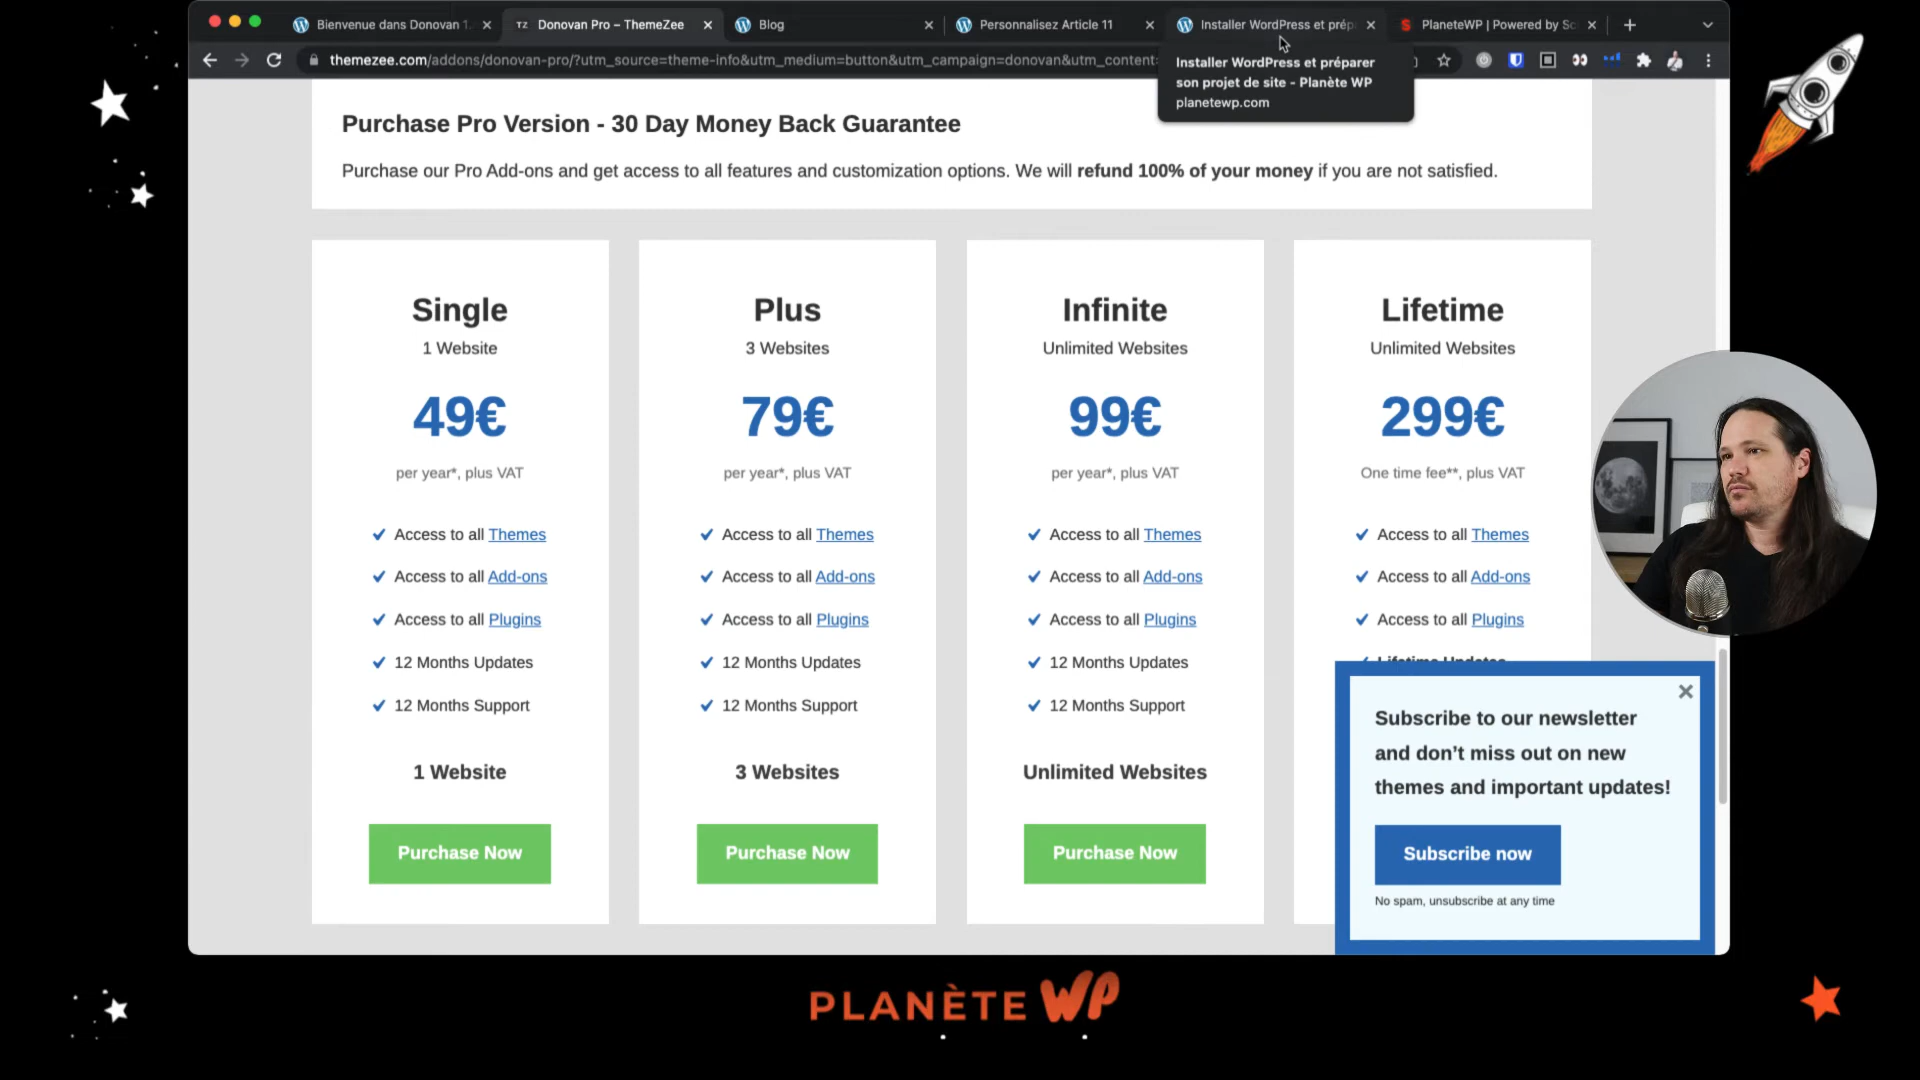 Bienvenue dans Donovan 1.
TZ Donovan Pro – ThemeZee
Blog
Personnalisez Article 11
Installer WordPress et prép
S PlaneteWP | Powered by Sc
themezee.com/addons/donovan-pro/?utm_source=theme-info&utm_medium=button&utm_campaign=donovan&utm_content
Installer WordPress et préparer
son projet de site - Planète WP
planetewp.com
Purchase Pro Version - 30 Day Money Back Guarantee
Purchase our Pro Add-ons and get access to all features and customization options. We will refund 100% of your money if you are not satisfied.
Single
1 Website
49€
per year*, plus VAT
Access to all Themes
Access to all Add-ons
Access to all Plugins
12 Months Updates
12 Months Support
1 Website
Purchase Now
Plus
3 Websites
79€
per year*, plus VAT
Access to all Themes
Access to all Add-ons
Access to all Plugins
12 Months Updates
12 Months Support
3 Websites
Purchase Now
Infinite
Unlimited Websites
99€
per year*, plus VAT
Access to all Themes
Access to all Add-ons
Access to all Plugins
12 Months Updates
12 Months Support
Unlimited Websites
Purchase Now
Lifetime
Unlimited Websites
299€
One time fee**, plus VAT
Access to all Themes
Access to all Add-ons
Access to all Plugins
Lifetime Updates
Subscribe to our newsletter
and don’t miss out on new
themes and important updates!
Subscribe now
No spam, unsubscribe at any time
PLANÈTE WP